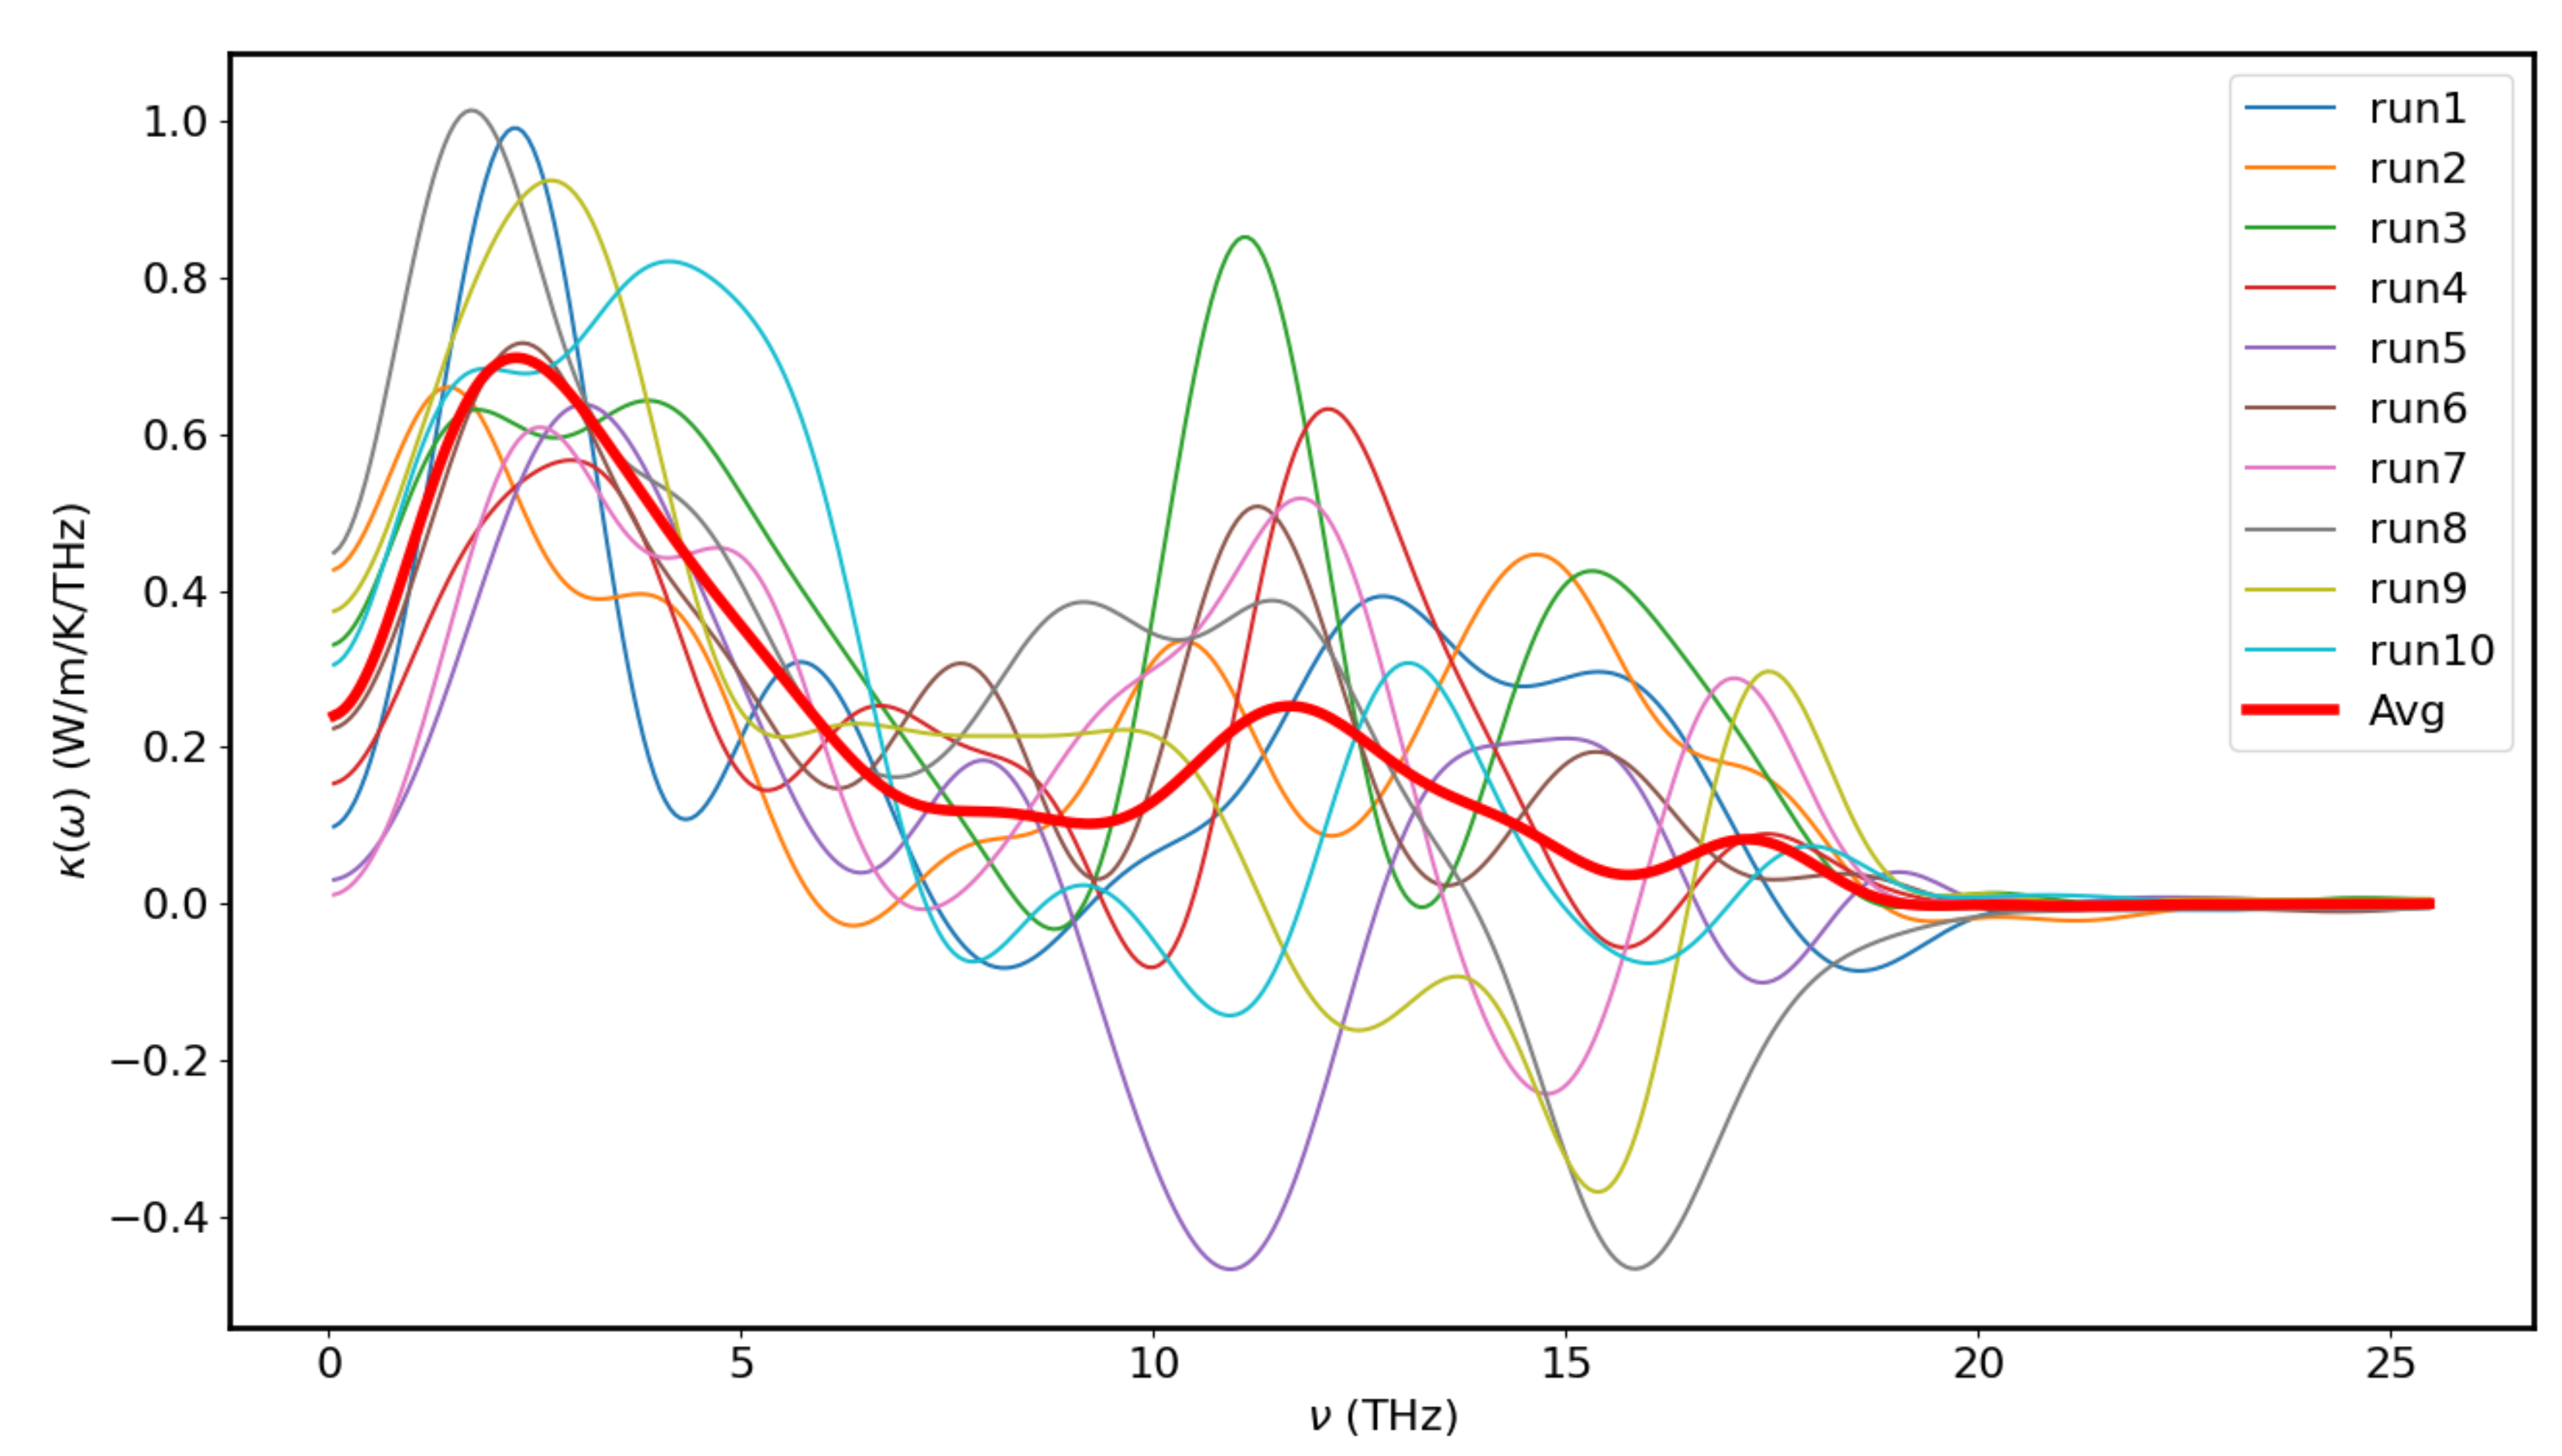 κ(ω) (W/m/K/THz)
1.0
0.8
0.6
0.4
0.2
0.0
−0.2
−0.4
0
5
10
15
20
25
ν (THz)
run1
run2
run3
run4
run5
run6
run7
run8
run9
run10
Avg